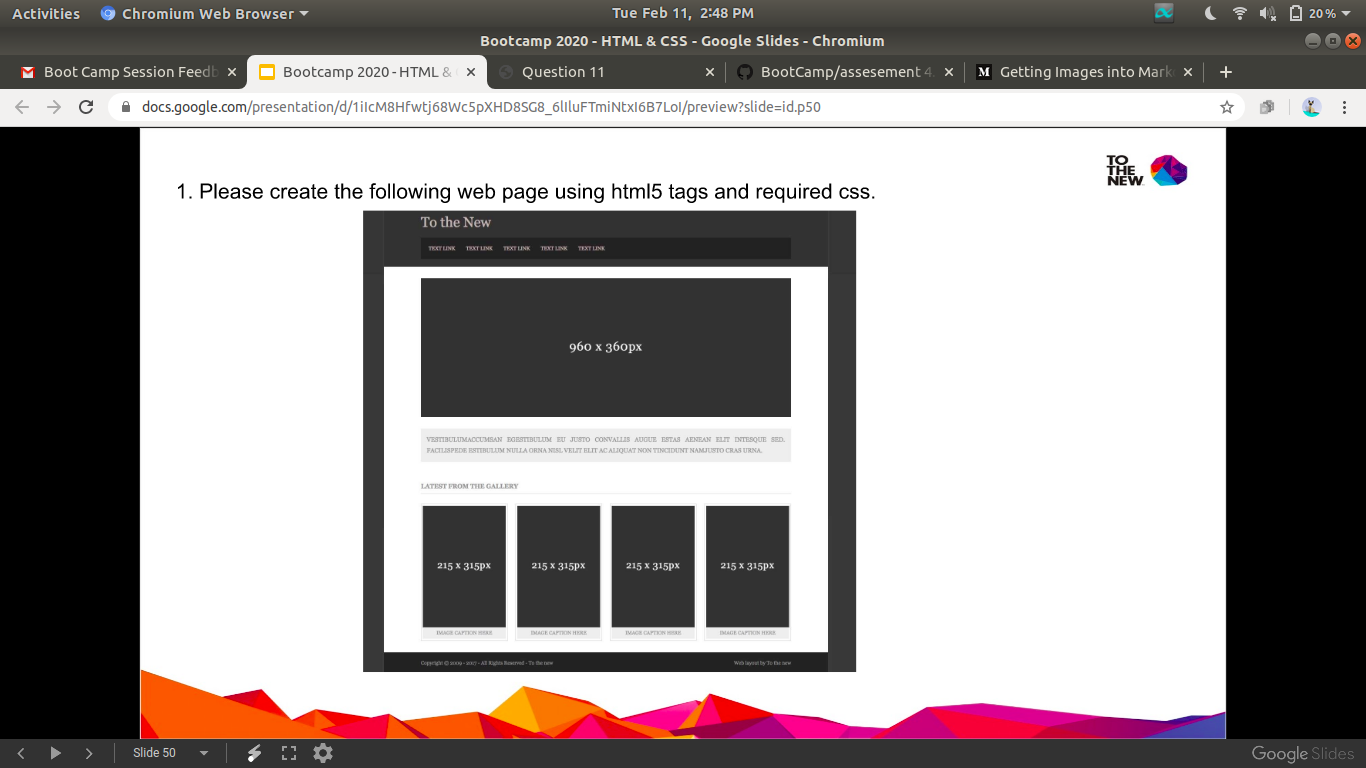 Activities Chromium Web Browser Tue Feb 11, 2:48 PM 20 %
Bootcamp 2020 - HTML & CSS - Google Slides - Chromium
Boot Camp Session Feedb Bootcamp 2020 - HTML & Question 11 BootCamp/assesement 4. Getting Images into Mark
docs.google.com/presentation/d/1iIcM8Hfwtj68Wc5pXHD8SG8_6lIluFTmiNtxI6B7LoI/preview?slide=id.p50
TO
THE
NEW
1. Please create the following web page using html5 tags and required css.
To the New
TEXT LINK TEXT LINK TEXT LINK TEXT LINK TEXT LINK
960 x 360px
VESTIBULUMACCUMSAN EGESTIBULUM EU JUSTO CONVALLIS AUGUE ESTAS AENEAN ELIT INTESQUE SED.
FACILISPEDE ESTIBULUM NULLA ORNA NISL VELIT ELIT AC ALIQUAT NON TINCIDUNT NAMJUSTO CRAS URNA.
LATEST FROM THE GALLERY
215 x 315px 215 x 315px 215 x 315px 215 x 315px
IMAGE CAPTION HERE IMAGE CAPTION HERE IMAGE CAPTION HERE IMAGE CAPTION HERE
Copyright © 2009 - 2017 - All Rights Reserved - To the new Web layout by To the new
Slide 50 Google Slides